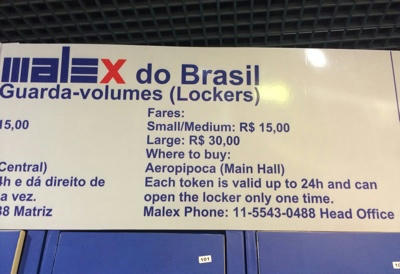 malex do Brasil
Guarda-volumes (Lockers)
15,00
Central)
4h e dá direito de
a vez.
38 Matriz
Fares:
Small/Medium: R$ 15,00
Large: R$ 30,00
Where to buy:
Aeropipoca (Main Hall)
Each token is valid up to 24h and can
open the locker only one time.
Malex Phone: 11-5543-0488 Head Office
101